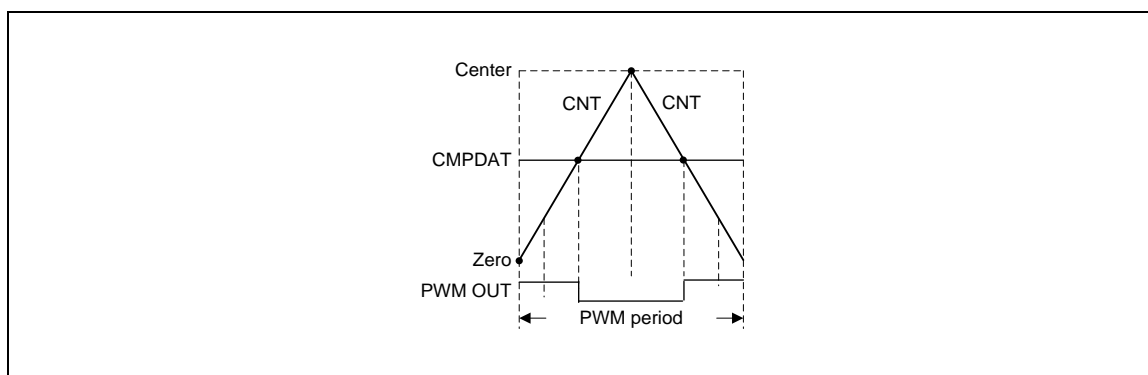 Center
CNT CNT
CMPDAT
Zero
PWM OUT
PWM period